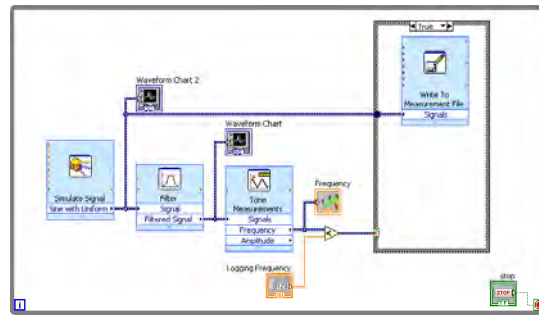 True
Waveform Chart 2
Write To
Measurement File
Signals
Waveform Chart
Simulate Signal
Sine with Uniform
Filter
Signal
Filtered Signal
Tone
Measurements
Signals
Frequency
Amplitude
Frequency
Logging Frequency
stop
STOP
TF
i